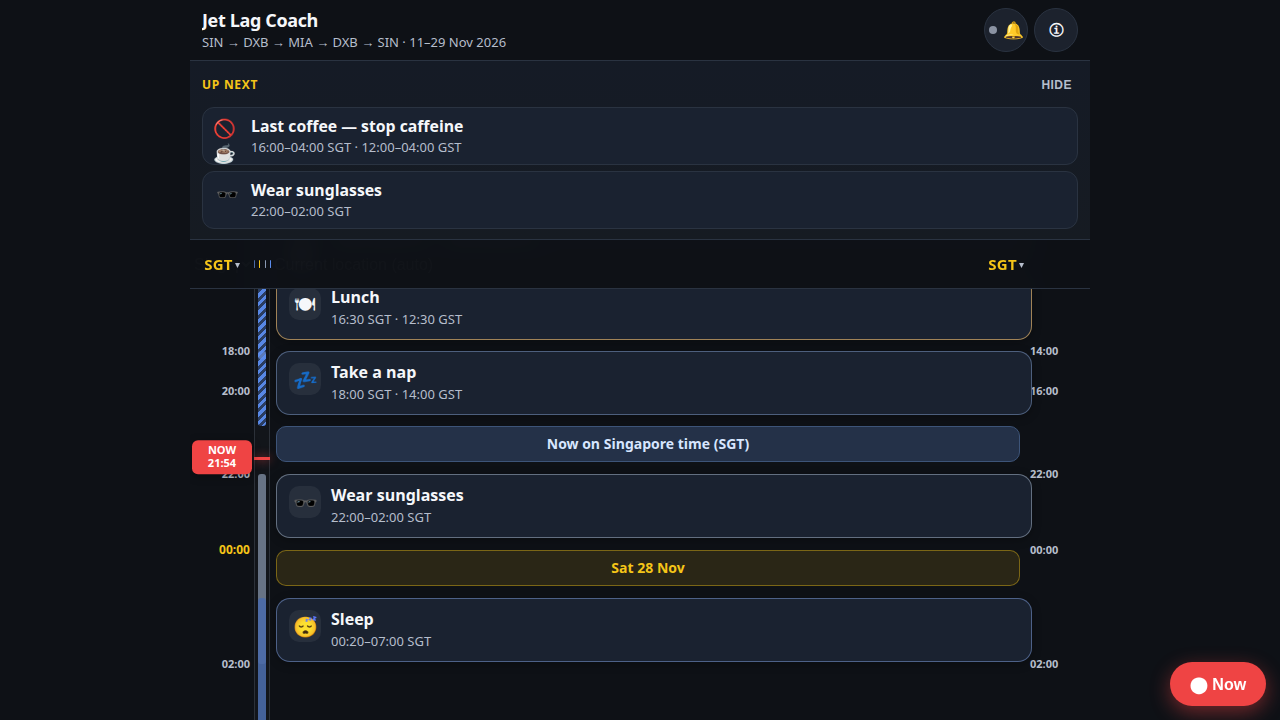 Jet Lag Coach
SIN → DXB → MIA → DXB → SIN · 11–29 Nov 2026
UP NEXT
HIDE
Last coffee — stop caffeine
16:00–04:00 SGT · 12:00–04:00 GST
Wear sunglasses
22:00–02:00 SGT
SGT ▾
SGT ▾
Lunch
16:30 SGT · 12:30 GST
18:00
14:00
Take a nap
18:00 SGT · 14:00 GST
20:00
16:00
Now on Singapore time (SGT)
NOW
21:54
22:00
22:00
Wear sunglasses
22:00–02:00 SGT
00:00
00:00
Sat 28 Nov
Sleep
00:20–07:00 SGT
02:00
02:00
Now